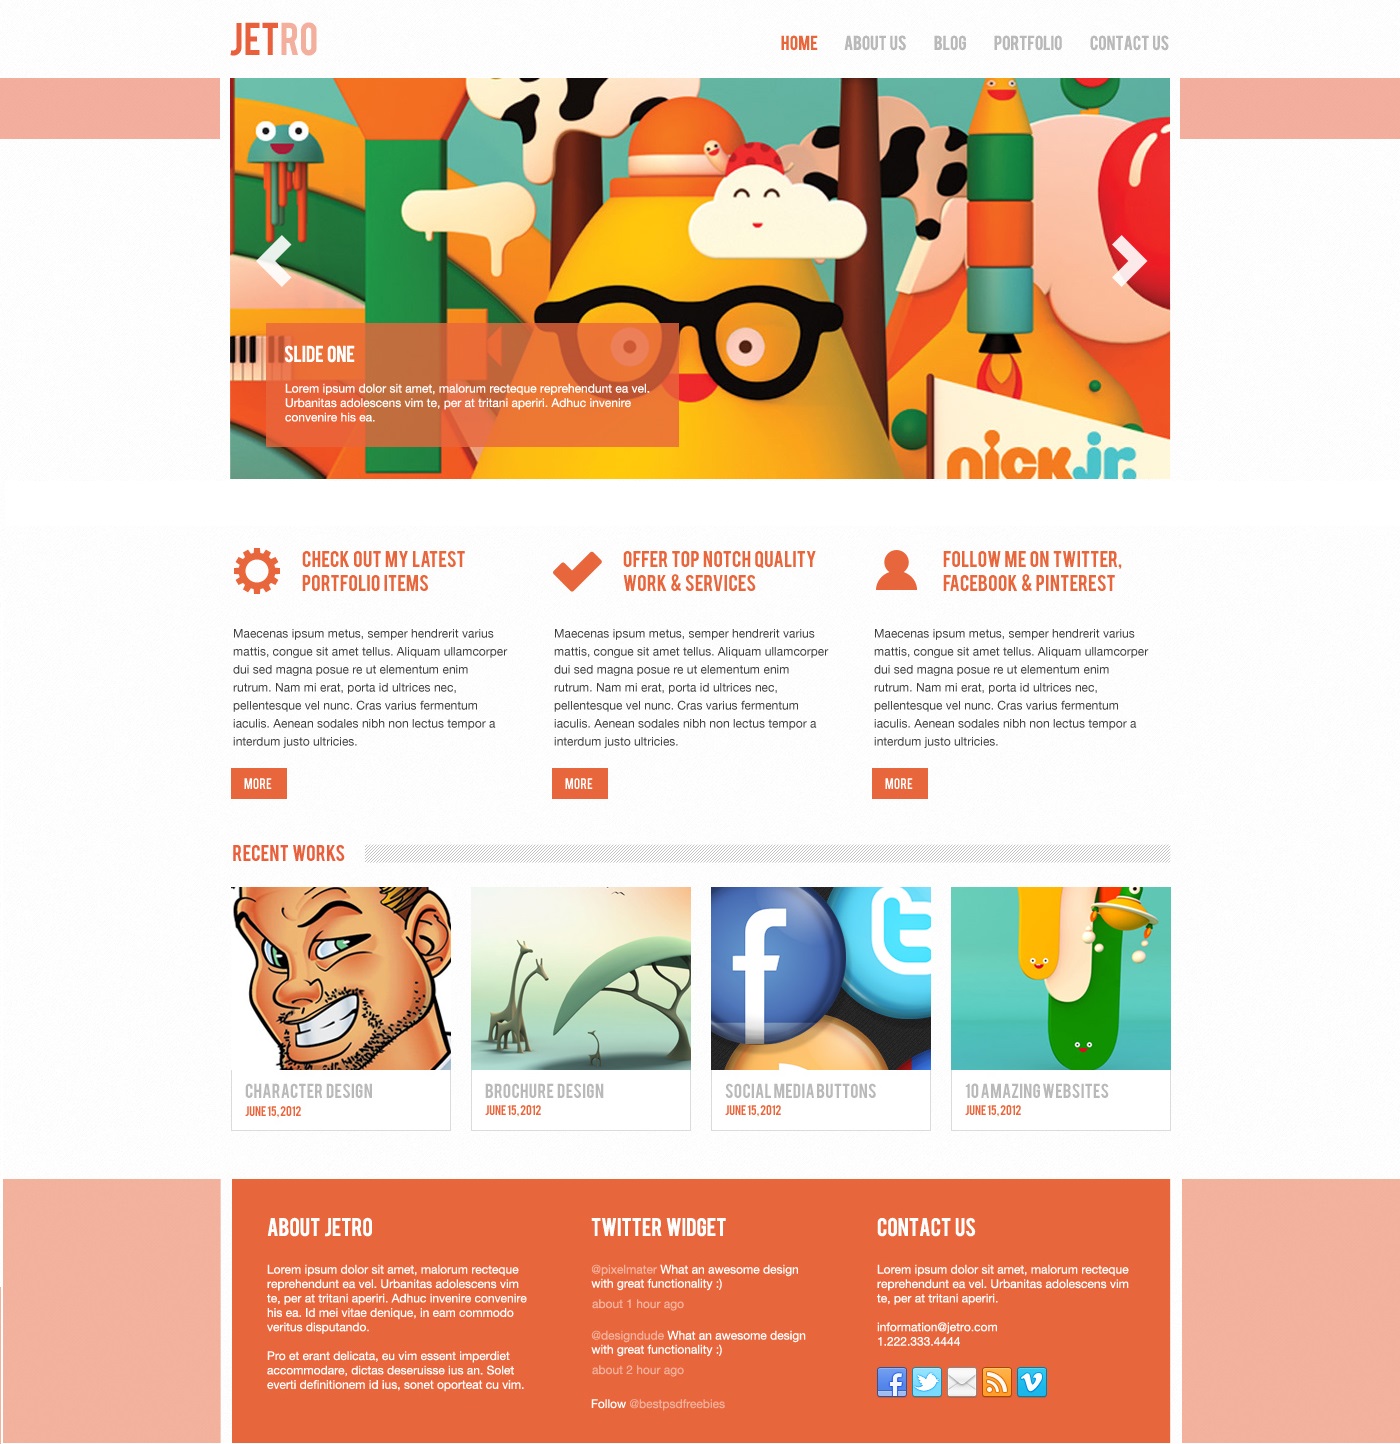 JETRO
HOME ABOUT US BLOG PORTFOLIO CONTACT US
SLIDE ONE
Lorem ipsum dolor sit amet, malorum recteque reprehendunt ea vel.
Urbanitas adolescens vim te, per at tritani aperiri. Adhuc invenire
convenire his ea.
nick jr.
CHECK OUT MY LATEST
PORTFOLIO ITEMS
Maecenas ipsum metus, semper hendrerit varius
mattis, congue sit amet tellus. Aliquam ullamcorper
dui sed magna posue re ut elementum enim
rutrum. Nam mi erat, porta id ultrices nec,
pellentesque vel nunc. Cras varius fermentum
iaculis. Aenean sodales nibh non lectus tempor a
interdum justo ultricies.
MORE
OFFER TOP NOTCH QUALITY
WORK & SERVICES
Maecenas ipsum metus, semper hendrerit varius
mattis, congue sit amet tellus. Aliquam ullamcorper
dui sed magna posue re ut elementum enim
rutrum. Nam mi erat, porta id ultrices nec,
pellentesque vel nunc. Cras varius fermentum
iaculis. Aenean sodales nibh non lectus tempor a
interdum justo ultricies.
MORE
FOLLOW ME ON TWITTER,
FACEBOOK & PINTEREST
Maecenas ipsum metus, semper hendrerit varius
mattis, congue sit amet tellus. Aliquam ullamcorper
dui sed magna posue re ut elementum enim
rutrum. Nam mi erat, porta id ultrices nec,
pellentesque vel nunc. Cras varius fermentum
iaculis. Aenean sodales nibh non lectus tempor a
interdum justo ultricies.
MORE
RECENT WORKS
CHARACTER DESIGN
JUNE 15, 2012
BROCHURE DESIGN
JUNE 15, 2012
f t
SOCIAL MEDIA BUTTONS
JUNE 15, 2012
10 AMAZING WEBSITES
JUNE 15, 2012
ABOUT JETRO
Lorem ipsum dolor sit amet, malorum recteque
reprehendunt ea vel. Urbanitas adolescens vim
te, per at tritani aperiri. Adhuc invenire convenire
his ea. Id mei vitae denique, in eam commodo
veritus disputando.
Pro et erant delicata, eu vim essent imperdiet
accommodare, dictas deseruisse ius an. Solet
everti definitionem id ius, sonet oporteat cu vim.
TWITTER WIDGET
@pixelmater What an awesome design
with great functionality :)
about 1 hour ago
@designdude What an awesome design
with great functionality :)
about 2 hour ago
Follow @bestpsdfreebies
CONTACT US
Lorem ipsum dolor sit amet, malorum recteque
reprehendunt ea vel. Urbanitas adolescens vim
te, per at tritani aperiri.
information@jetro.com
1.222.333.4444